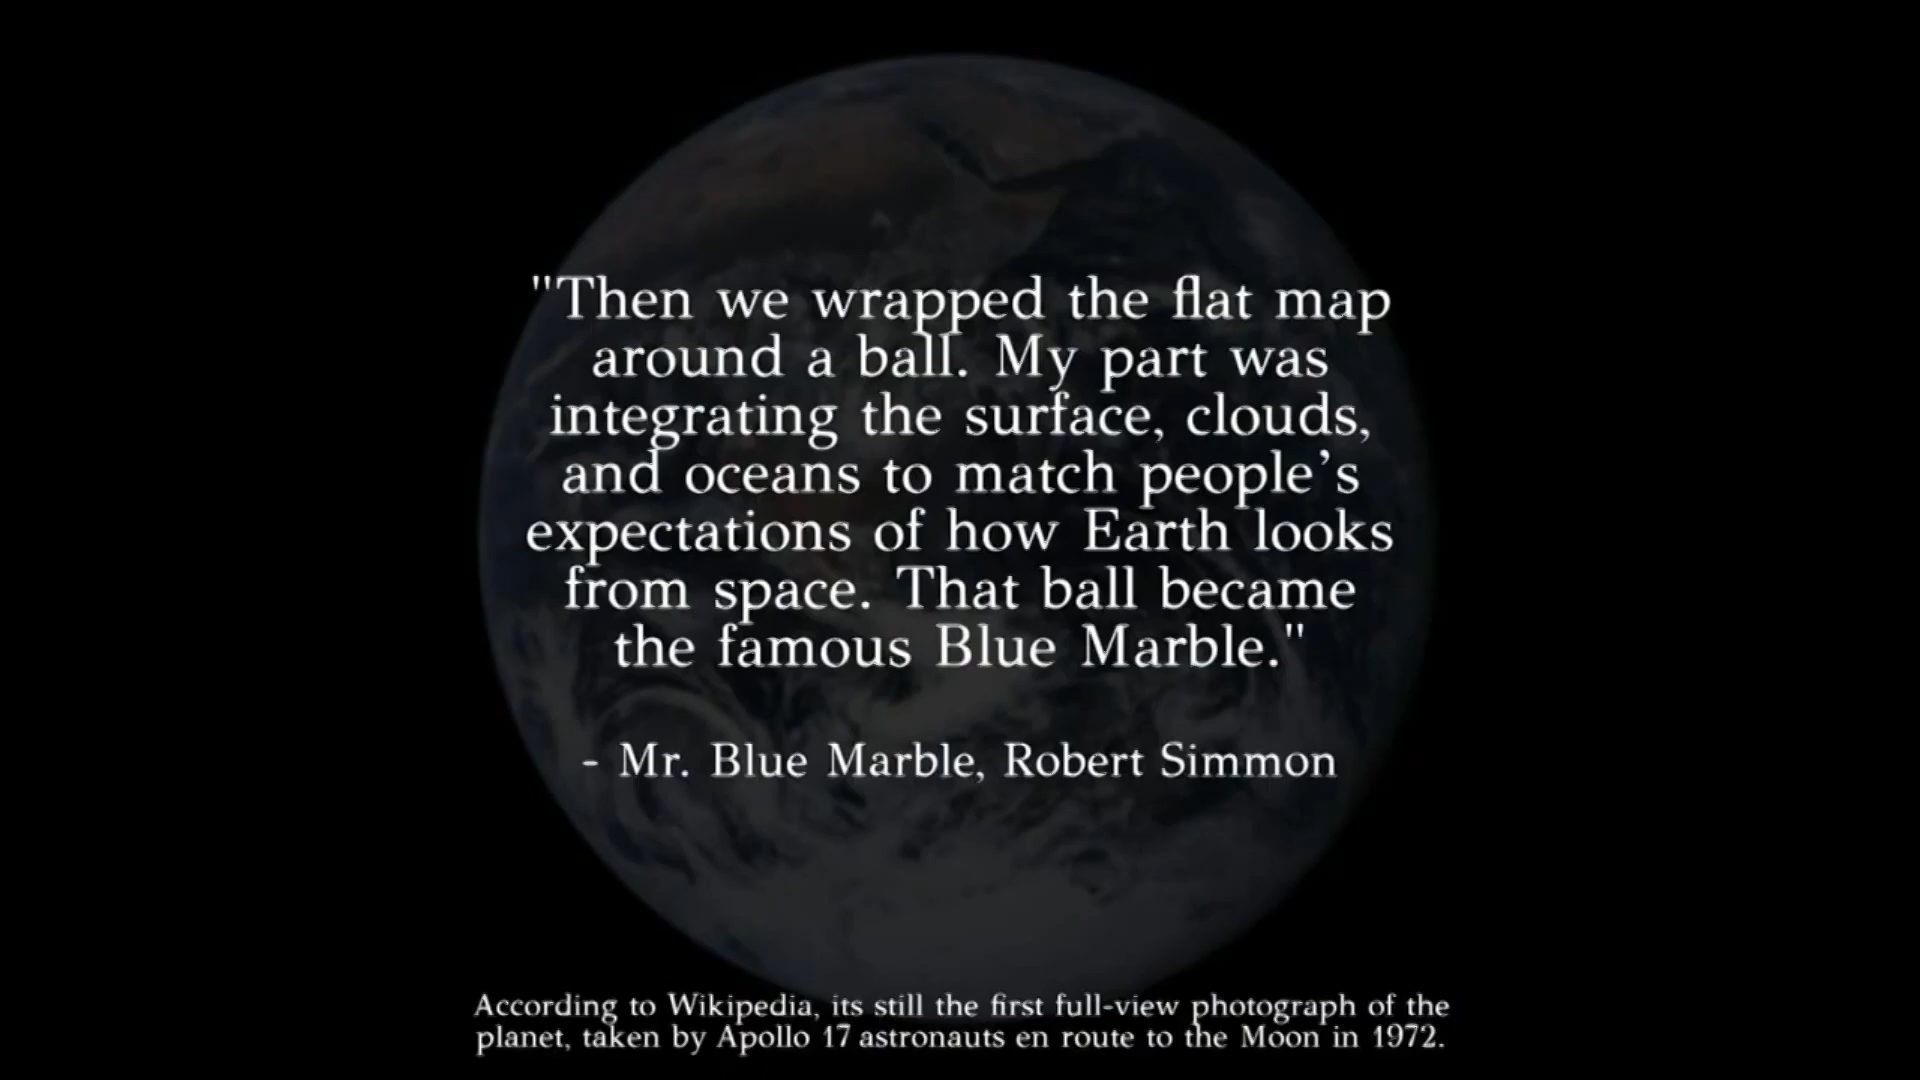 "Then we wrapped the flat map
around a ball. My part was
integrating the surface, clouds,
and oceans to match people’s
expectations of how Earth looks
from space. That ball became
the famous Blue Marble."
- Mr. Blue Marble, Robert Simmon
According to Wikipedia, its still the first full-view photograph of the
planet, taken by Apollo 17 astronauts en route to the Moon in 1972.